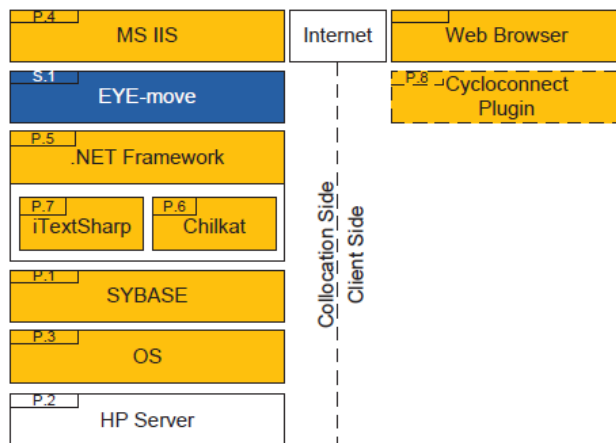 P.4
MS IIS
Internet
Web Browser
S.1
EYE-move
P.8
Cycloconnect
Plugin
P.5
.NET Framework
P.7
iTextSharp
P.6
Chilkat
Collocation Side
Client Side
P.1
SYBASE
P.3
OS
P.2
HP Server